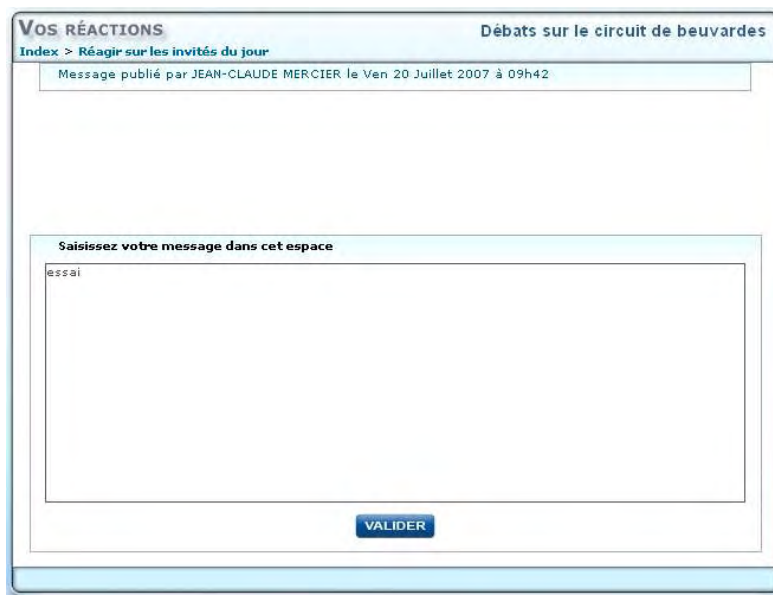 VOS RÉACTIONS
Débats sur le circuit de beuvardes
Index > Réagir sur les invités du jour
Message publié par JEAN-CLAUDE MERCIER le Ven 20 Juillet 2007 à 09h42
Saisissez votre message dans cet espace
essai
VALIDER